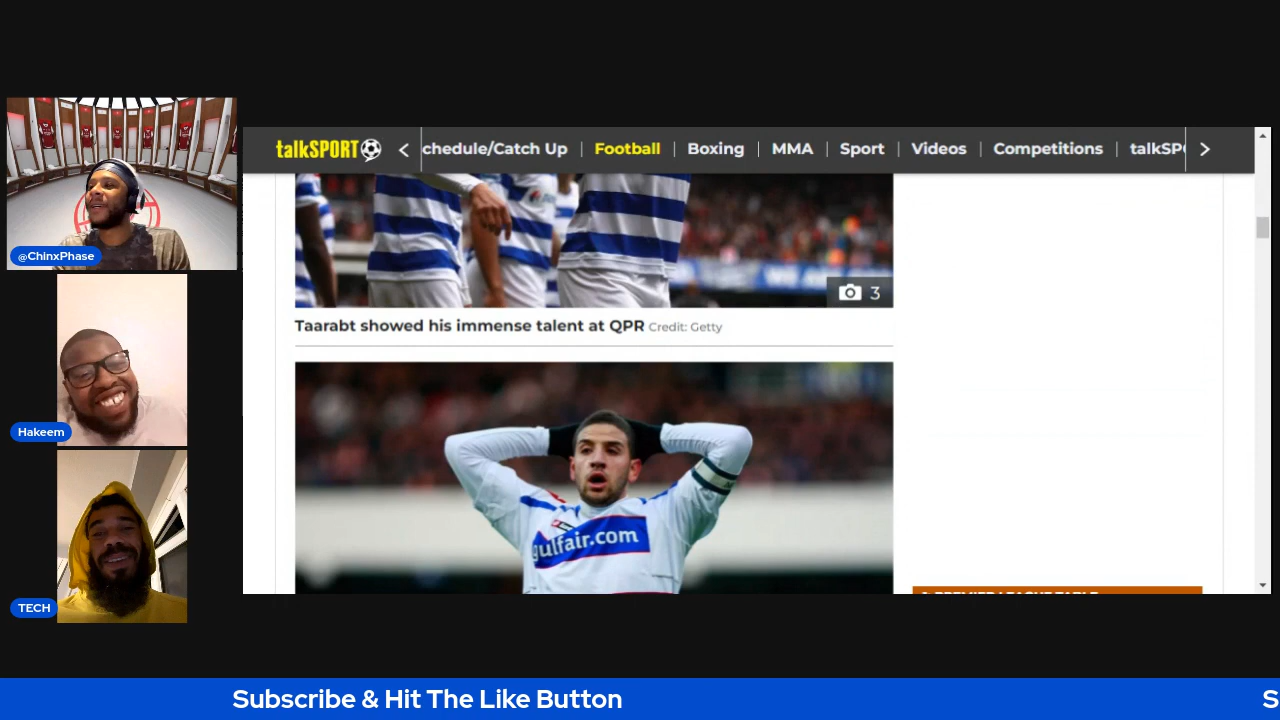 talkSPORT
chedule/Catch Up | Football | Boxing | MMA | Sport | Videos | Competitions | talkSP
@ChinxPhase
3
Taarabt showed his immense talent at QPR Credit: Getty
Hakeem
gulfair.com
TECH
Subscribe & Hit The Like Button
S